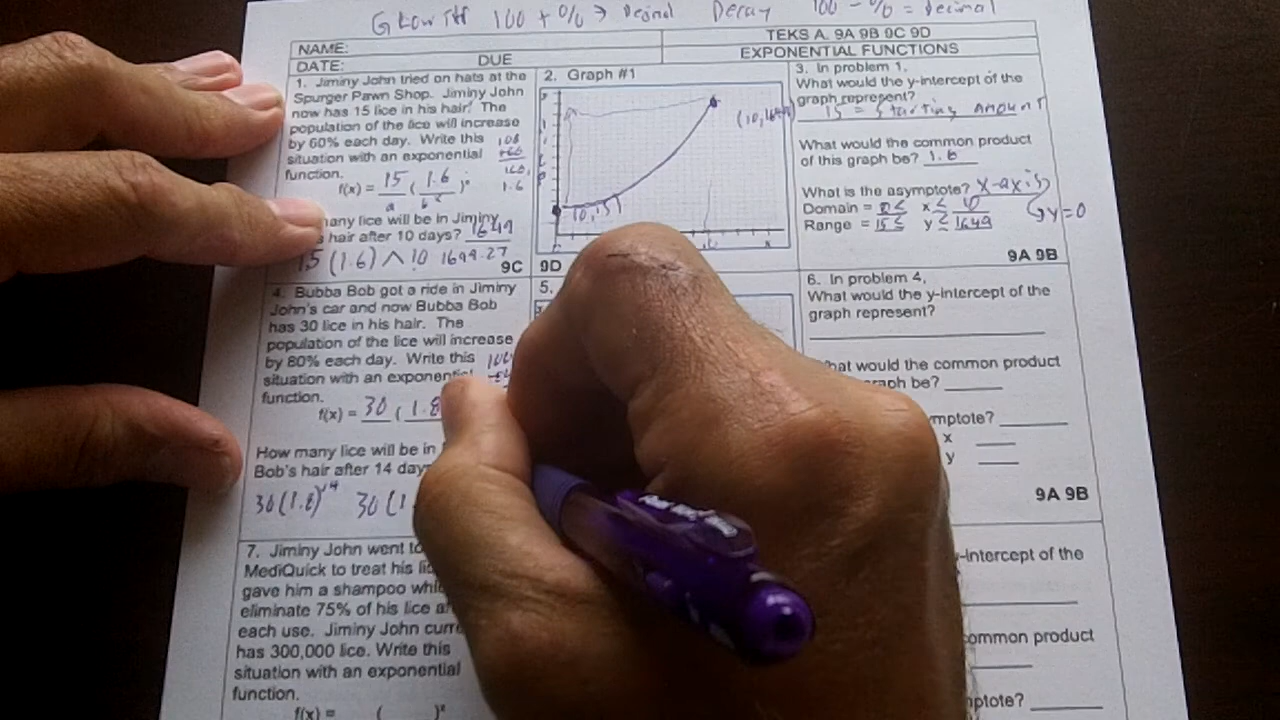 Growth 100 + % → Decimal Decay 100 - % = Decimal
TEKS A. 9A 9B 9C 9D
NAME:
EXPONENTIAL FUNCTIONS
DATE: DUE
1. Jiminy John tried on hats at the
Spurger Pawn Shop. Jiminy John
now has 15 lice in his hair! The
population of the lice will increase
by 60% each day. Write this
situation with an exponential
function.
100
+60
160.
1.6
f(x) = 15 ( 1.6 )ˣ
a b
any lice will be in Jiminy
s hair after 10 days? 1649
15 (1.6) ^ 10 1649.27
9C
2. Graph #1
(0,15)
x
9D
3. In problem 1,
What would the y-intercept of the
graph represent?
15 = Starting Amount
What would the common product
of this graph be? 1.6
What is the asymptote? x-axis
y=0
Domain = 0 ≤ x ≤ 10
Range = 15 ≤ y ≤ 1649
9A 9B
4. Bubba Bob got a ride in Jiminy
John's car and now Bubba Bob
has 30 lice in his hair. The
population of the lice will increase
by 80% each day. Write this
situation with an exponential
function.
100
f(x) = 30 ( 1.8
How many lice will be in
Bob's hair after 14 day
30(1.8)¹⁴ 30(1.
5.
6. In problem 4,
What would the y-intercept of the
graph represent?
hat would the common product
raph be?
mptote?
x
y
9A 9B
7. Jiminy John went to
MediQuick to treat his lic
gave him a shampoo whi
eliminate 75% of his lice a
each use. Jiminy John curr
has 300,000 lice. Write this
situation with an exponential
function.
f(x) = ( )ˣ
-intercept of the
ommon product
ptote?